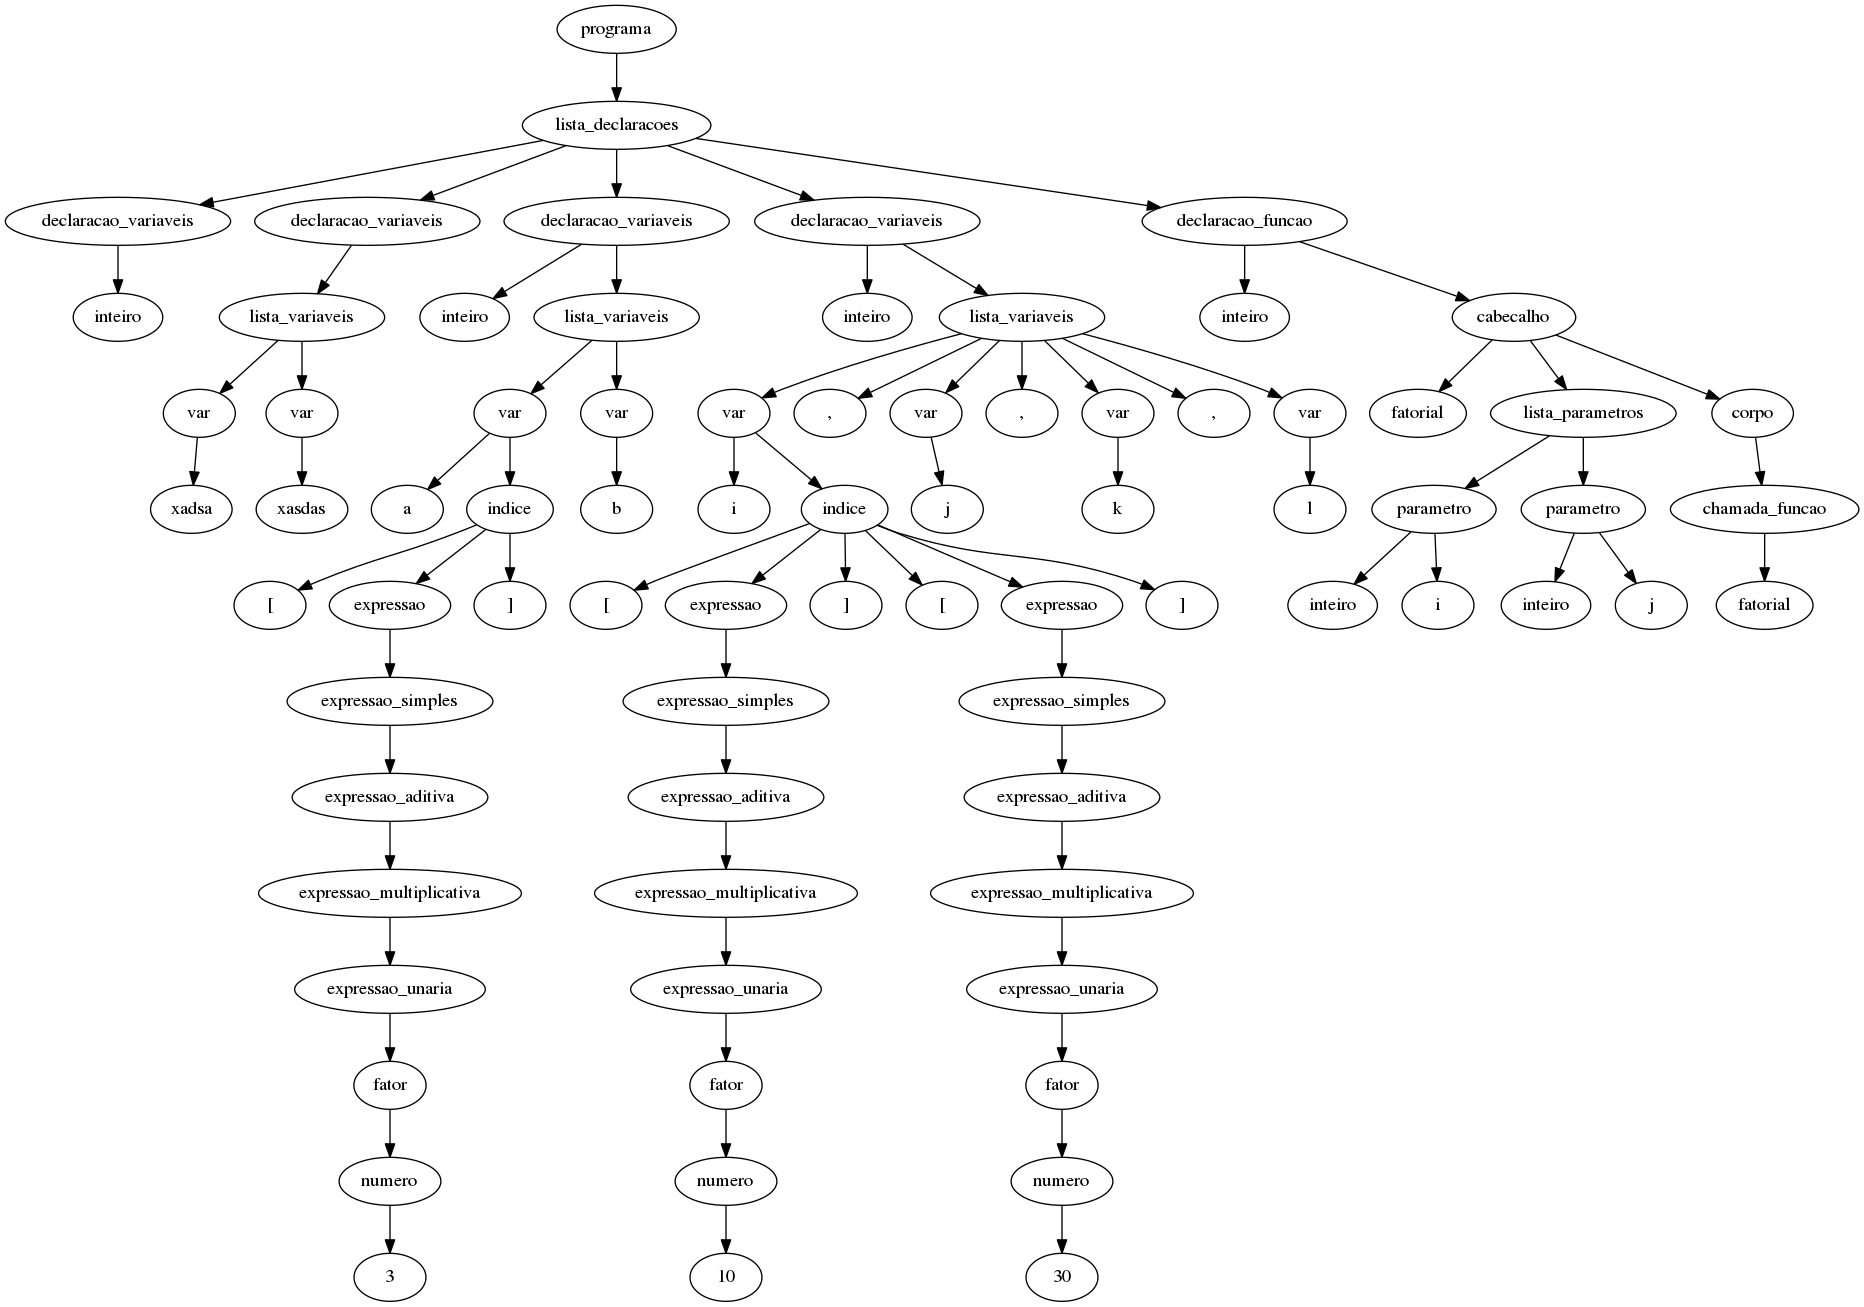 programa
lista_declaracoes
declaracao_variaveis declaracao_variaveis declaracao_variaveis declaracao_variaveis declaracao_funcao
inteiro lista_variaveis inteiro lista_variaveis inteiro lista_variaveis inteiro cabecalho
var var var var var , var , var , var fatorial lista_parametros corpo
xadsa xasdas a indice b i indice j k l parametro parametro chamada_funcao
[ expressao ] [ expressao ] [ expressao ] inteiro i inteiro j fatorial
expressao_simples expressao_simples expressao_simples
expressao_aditiva expressao_aditiva expressao_aditiva
expressao_multiplicativa expressao_multiplicativa expressao_multiplicativa
expressao_unaria expressao_unaria expressao_unaria
fator fator fator
numero numero numero
3 10 30